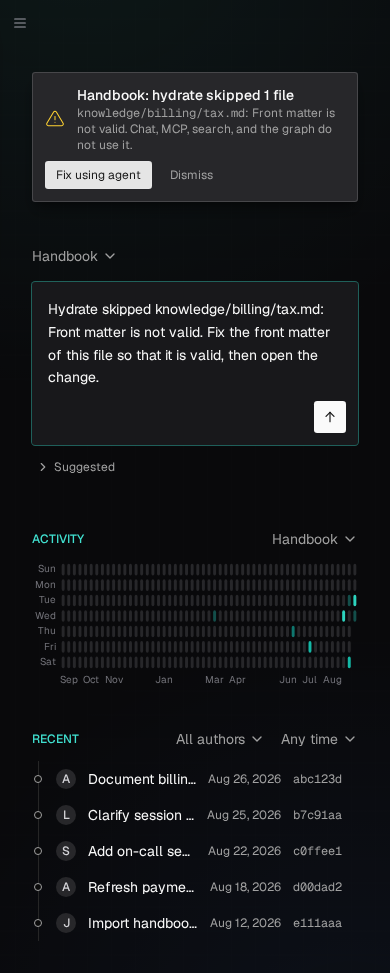 Handbook: hydrate skipped 1 file
knowledge/billing/tax.md: Front matter is
not valid. Chat, MCP, search, and the graph do
not use it.
Fix using agent Dismiss
Handbook
Hydrate skipped knowledge/billing/tax.md:
Front matter is not valid. Fix the front matter
of this file so that it is valid, then open the
change.
Suggested
ACTIVITY Handbook
Sun
Mon
Tue
Wed
Thu
Fri
Sat
Sep Oct Nov Jan Mar Apr Jun Jul Aug
RECENT All authors Any time
A Document billin... Aug 26, 2026 abc123d
L Clarify session ... Aug 25, 2026 b7c91aa
S Add on-call se... Aug 22, 2026 c0ffee1
A Refresh payme... Aug 18, 2026 d00dad2
J Import handboo... Aug 12, 2026 e111aaa